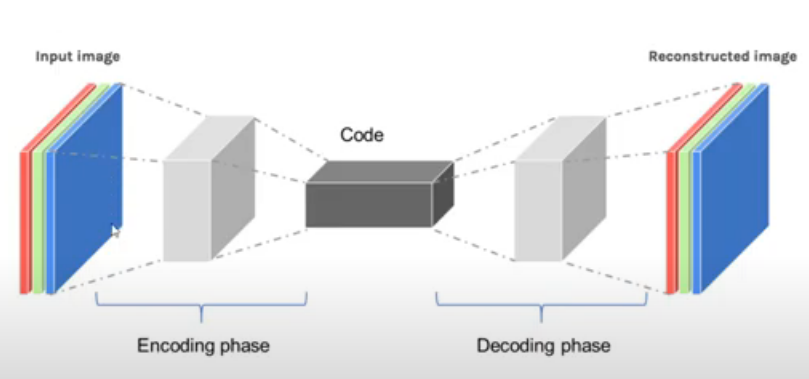 Input image
Reconstructed image
Code
Encoding phase
Decoding phase